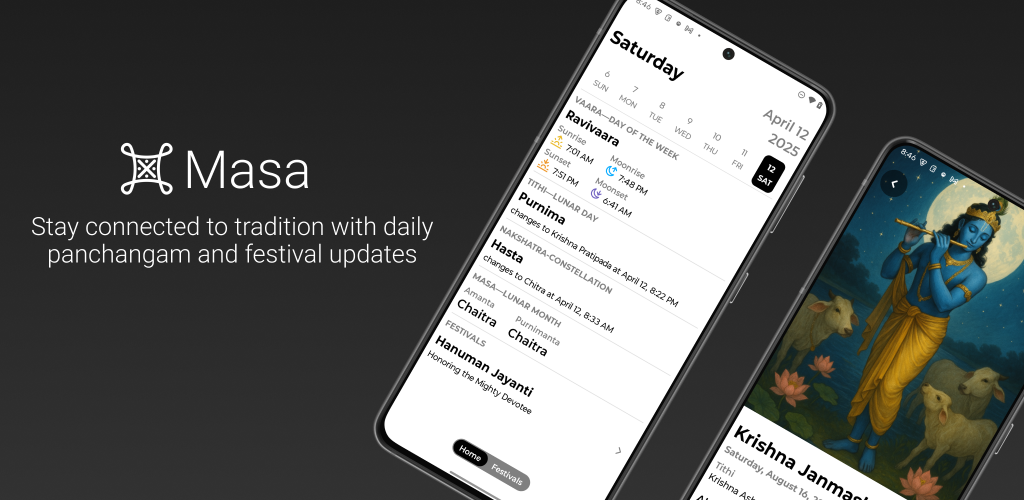 Masa
Stay connected to tradition with daily
panchangam and festival updates
8:46
Saturday
April 12
2025
6 7 8 9 10 11 12
SUN MON TUE WED THU FRI SAT
VAARA—DAY OF THE WEEK
Ravivaara
Sunrise Moonrise
7:01 AM 7:48 PM
Sunset Moonset
7:51 PM 6:41 AM
TITHI—LUNAR DAY
Purnima
changes to Krishna Pratipada at April 12, 8:22 PM
NAKSHATRA-CONSTELLATION
Hasta
changes to Chitra at April 12, 8:33 AM
MASA—LUNAR MONTH
Amanta Purnimanta
Chaitra Chaitra
FESTIVALS
Hanuman Jayanti
Honoring the Mighty Devotee
Home Festivals
8:46
Krishna Janmash
Saturday, August 16,
Tithi
Krishna Ash